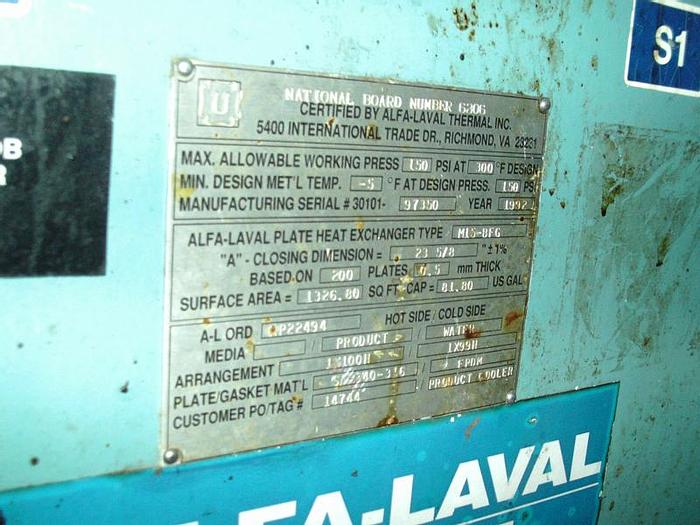 S1
OB
R
U
NATIONAL BOARD NUMBER 6306
CERTIFIED BY ALFA-LAVAL THERMAL INC.
5400 INTERNATIONAL TRADE DR., RICHMOND, VA 23231
MAX. ALLOWABLE WORKING PRESS 150 PSI AT 300 °F DESIGN
MIN. DESIGN MET'L TEMP. -5 °F AT DESIGN PRESS. 150 PSI
MANUFACTURING SERIAL # 30101- 97350 YEAR 1992
ALFA-LAVAL PLATE HEAT EXCHANGER TYPE M15-BFG
"A" - CLOSING DIMENSION = 23 5/8 " ± 1%
BASED ON 200 PLATES 0.5 mm THICK
SURFACE AREA = 1326.80 SQ FT - CAP = 81.80 US GAL
HOT SIDE / COLD SIDE
A-L ORD QP22494
MEDIA PRODUCT / WATER
ARRANGEMENT 1X100H / 1X99H
PLATE/GASKET MAT'L -316 / EPDM
CUSTOMER PO/TAG # 14744 / PRODUCT COOLER
ALFA-LAVAL